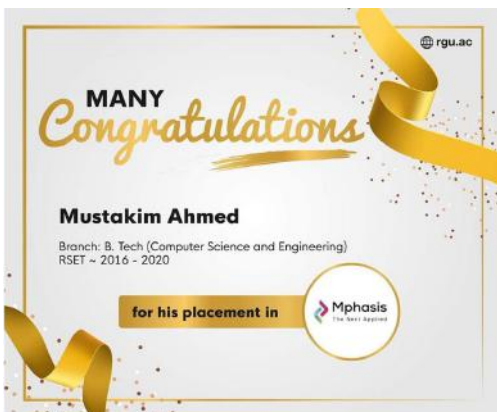 rgu.ac
MANY
Congratulations
Mustakim Ahmed
Branch: B. Tech (Computer Science and Engineering)
RSET ~ 2016 - 2020
for his placement in
Mphasis
The Next Applied